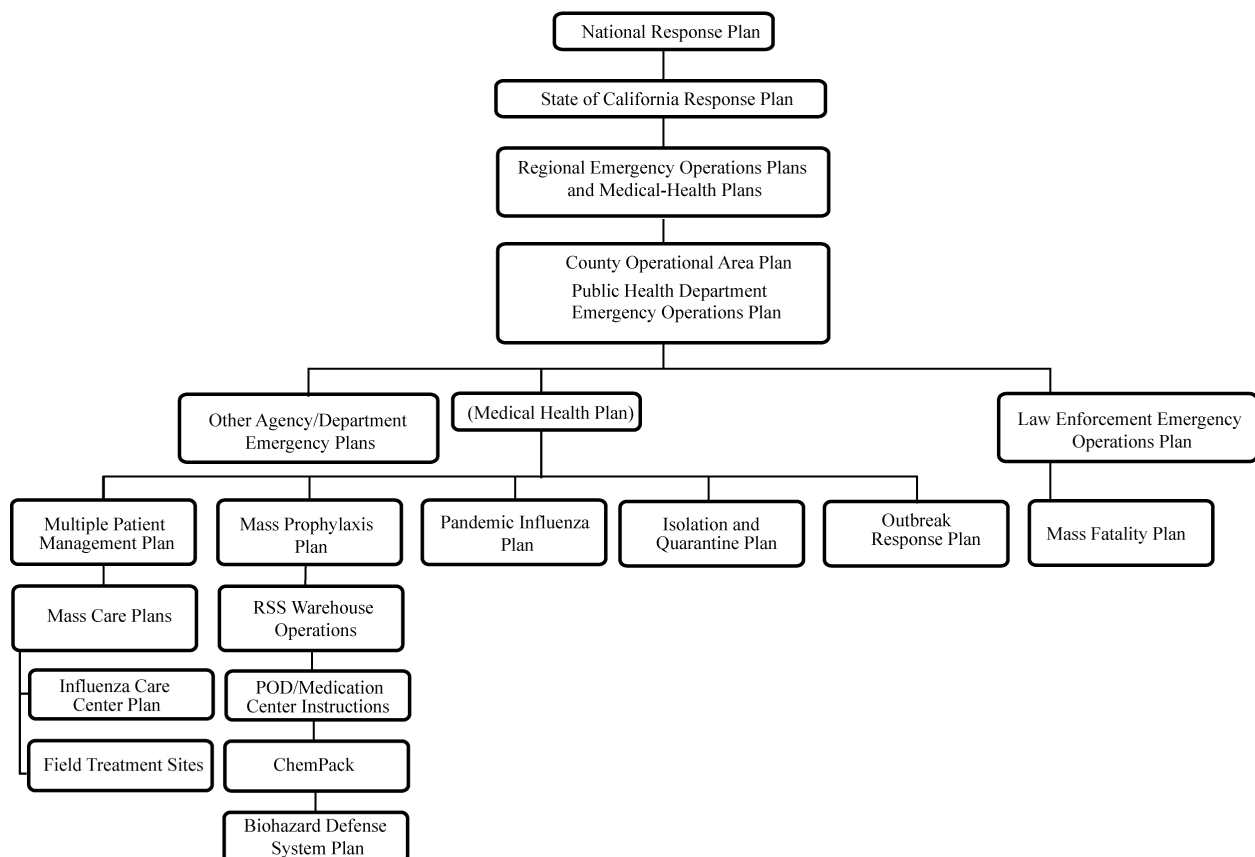 National Response Plan
State of California Response Plan
Regional Emergency Operations Plans
and Medical-Health Plans
County Operational Area Plan
Public Health Department
Emergency Operations Plan
Other Agency/Department
Emergency Plans
(Medical Health Plan)
Law Enforcement Emergency
Operations Plan
Multiple Patient
Management Plan
Mass Prophylaxis
Plan
Pandemic Influenza
Plan
Isolation and
Quarantine Plan
Outbreak
Response Plan
Mass Fatality Plan
Mass Care Plans
RSS Warehouse
Operations
Influenza Care
Center Plan
POD/Medication
Center Instructions
Field Treatment Sites
ChemPack
Biohazard Defense
System Plan